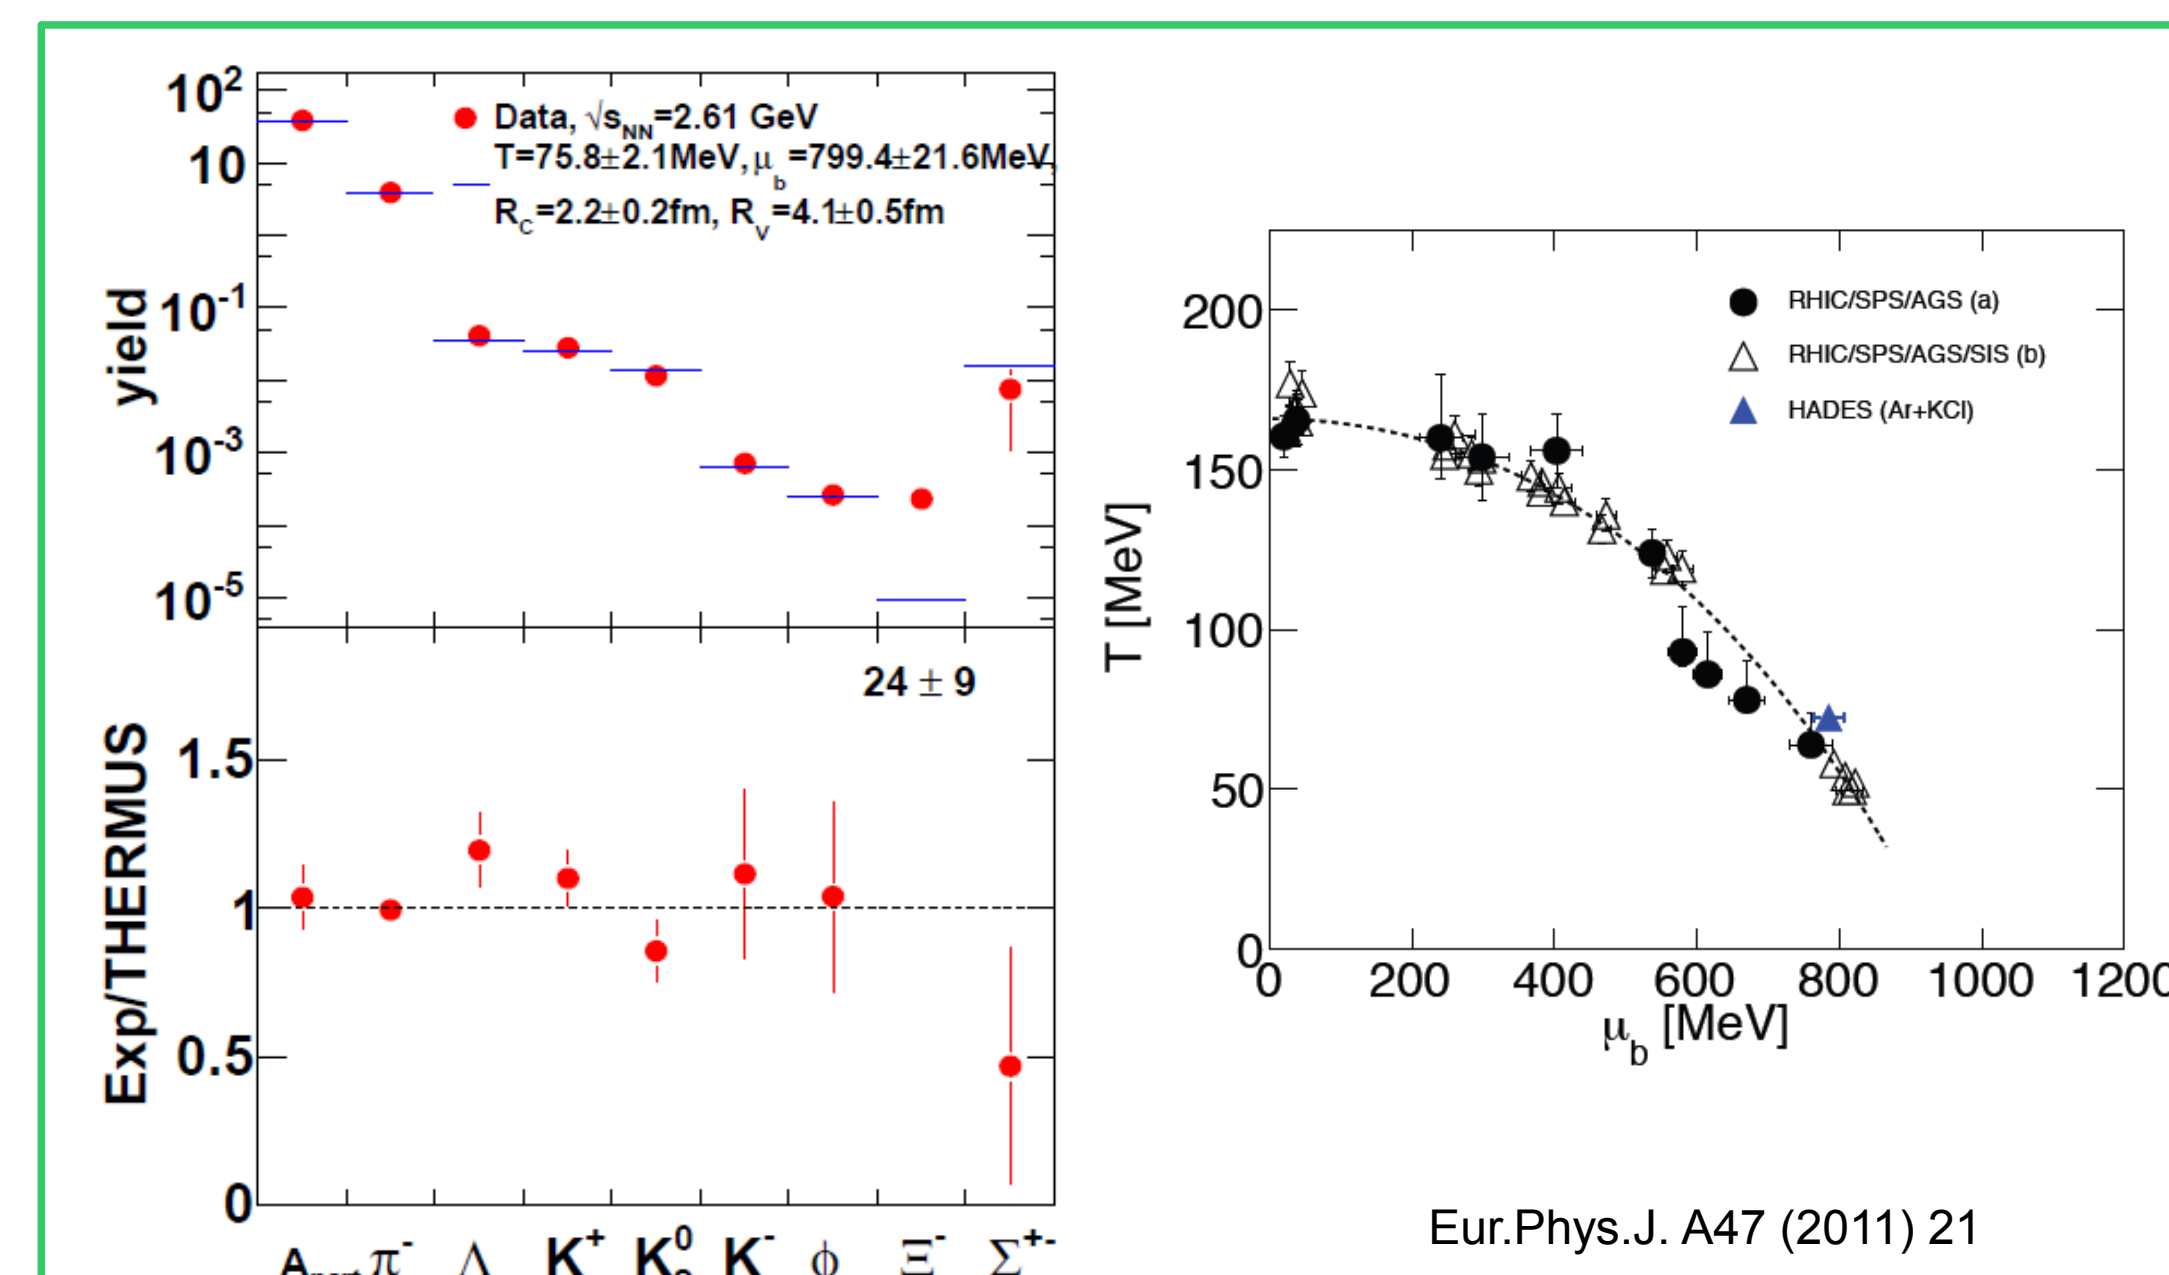 10²
10
10⁻¹
10⁻³
10⁻⁵
yield
Data, √s_NN=2.61 GeV
T=75.8±2.1MeV, μ_b=799.4±21.6MeV,
R_C=2.2±0.2fm, R_V=4.1±0.5fm
24 ± 9
1.5
1
0.5
0
Exp/THERMUS
π⁻ Λ K⁺ K⁰ K⁻ φ Ξ⁻ Σ⁺⁻
200
150
100
50
0
T [MeV]
RHIC/SPS/AGS (a)
RHIC/SPS/AGS/SIS (b)
HADES (Ar+KCl)
0 200 400 600 800 1000 1200
μ_b [MeV]
Eur.Phys.J. A47 (2011) 21